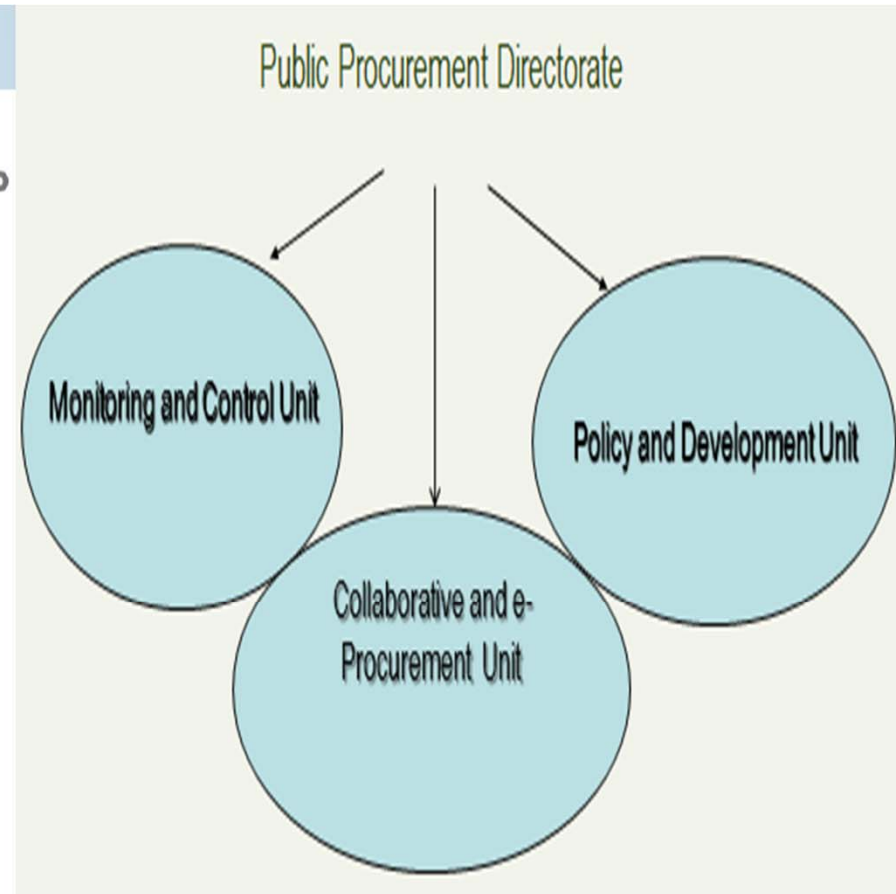 Public Procurement Directorate
Monitoring and Control Unit
Policy and Development Unit
Collaborative and e-
Procurement Unit